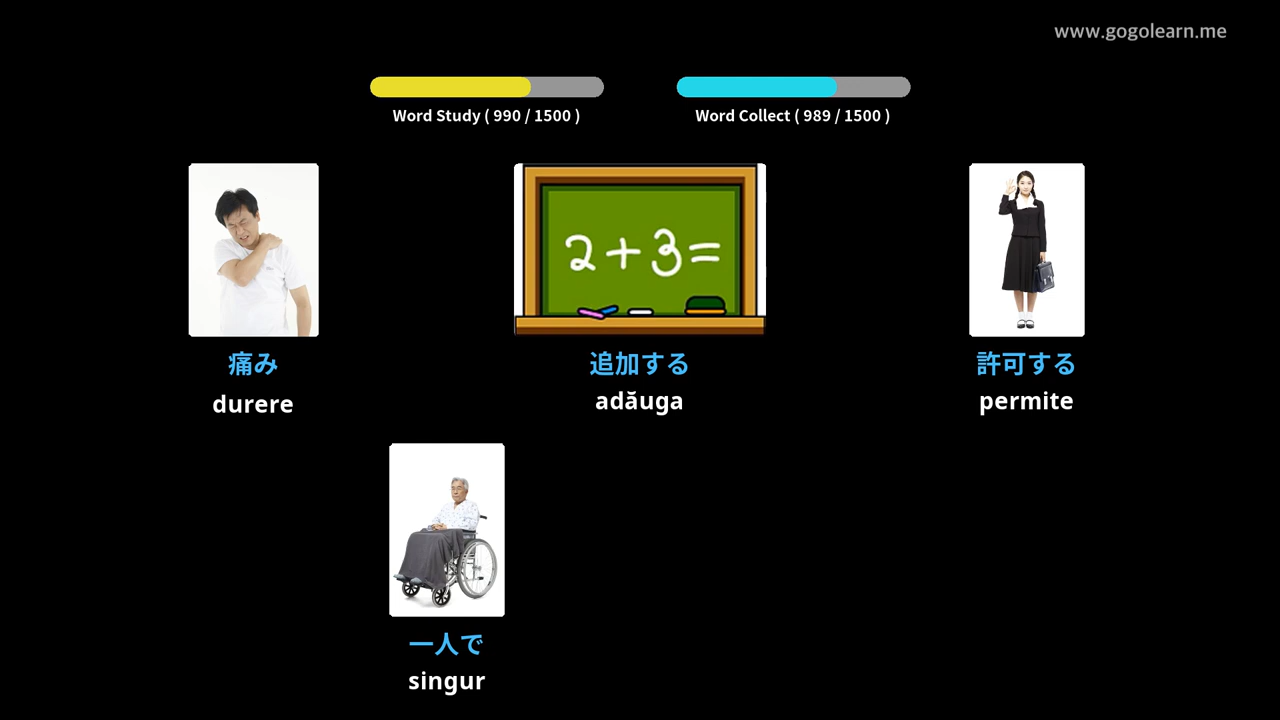 www.gogolearn.me
Word Study ( 990 / 1500 )
Word Collect ( 989 / 1500 )
2+3=
痛み
durere
追加する
adăuga
許可する
permite
一人で
singur